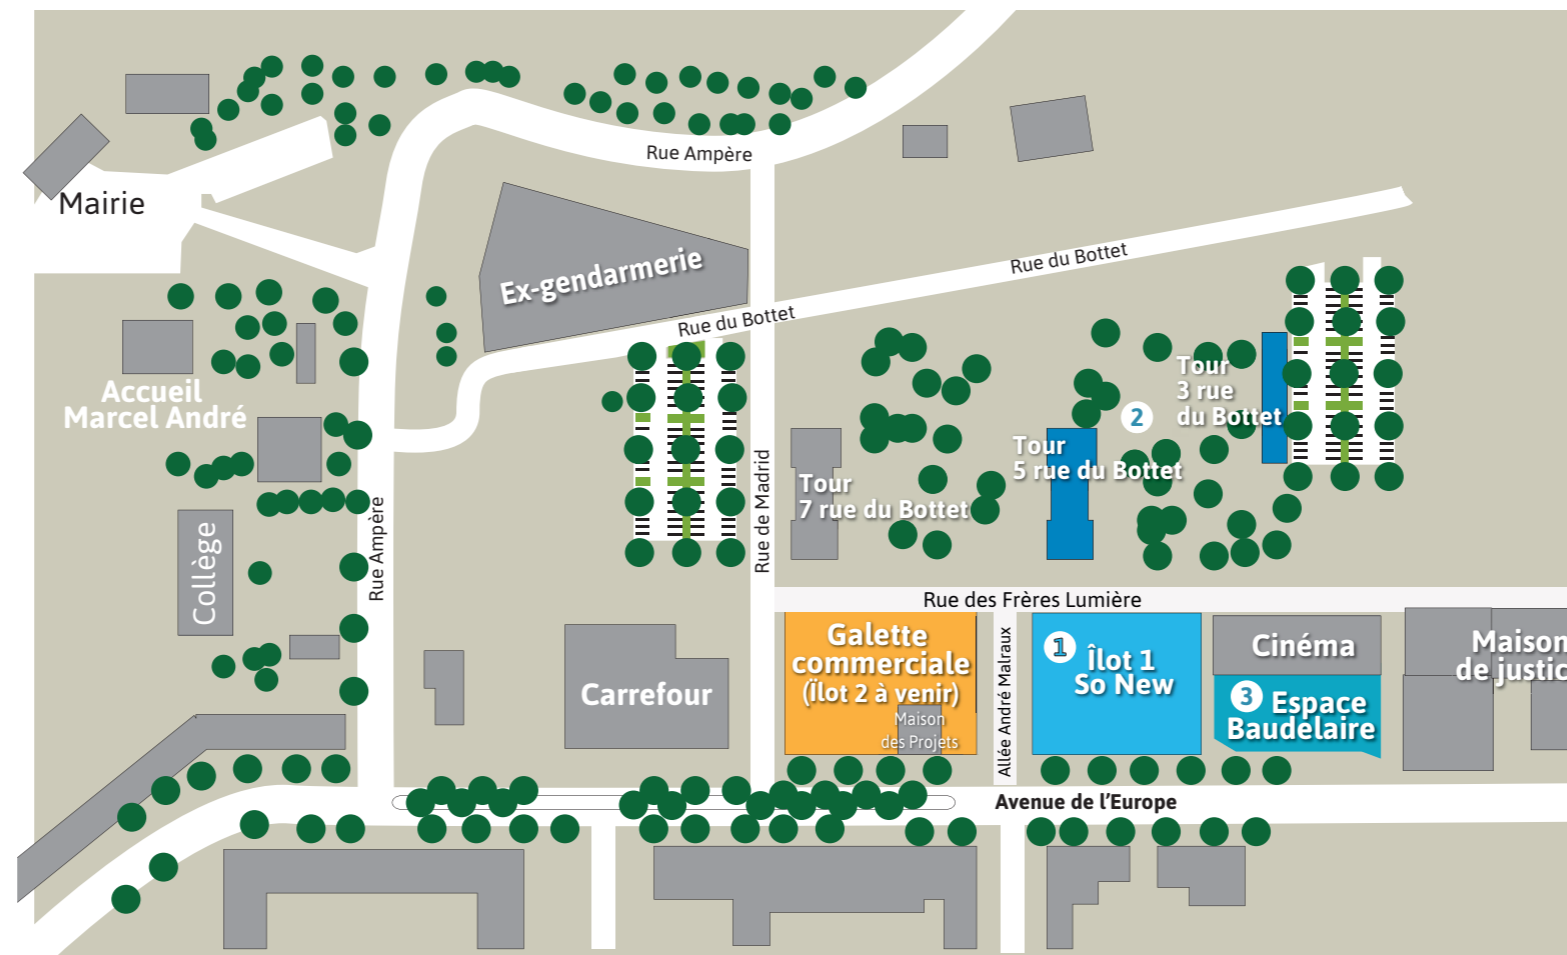 Rue Ampère
Mairie
Ex-gendarmerie
Rue du Bottet
Rue du Bottet
Accueil
Marcel André
Tour
3 rue
du Bottet
2
Tour
5 rue du Bottet
Tour
7 rue du Bottet
Rue de Madrid
Rue Ampère
Collège
Rue des Frères Lumière
Galette
commerciale
(Ïlot 2 à venir)
Maison
des Projets
Allée André Malraux
1
Îlot 1
So New
Cinéma
3
Espace
Baudelaire
Maison
de justic
Carrefour
Avenue de l'Europe